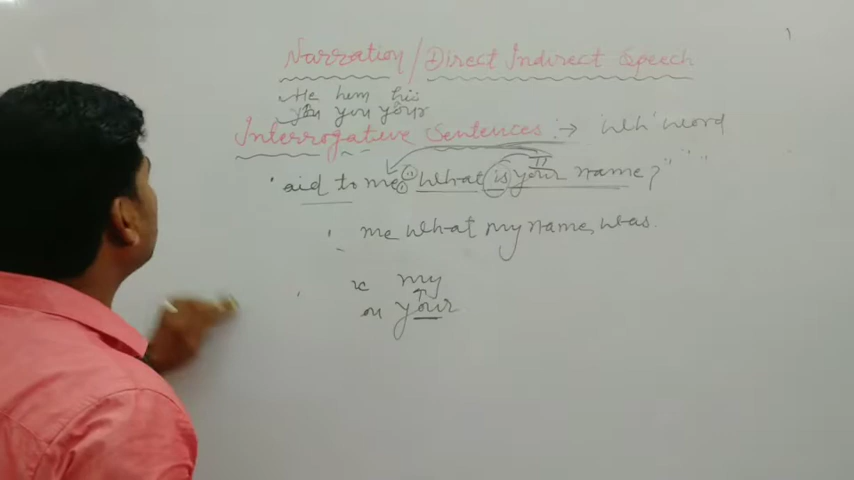 Narration / Direct Indirect Speech
He him his
You you your
Interrogative Sentences :→ 'Wh' word
aid to me, "What is your name?"
me what my name was.
my
your